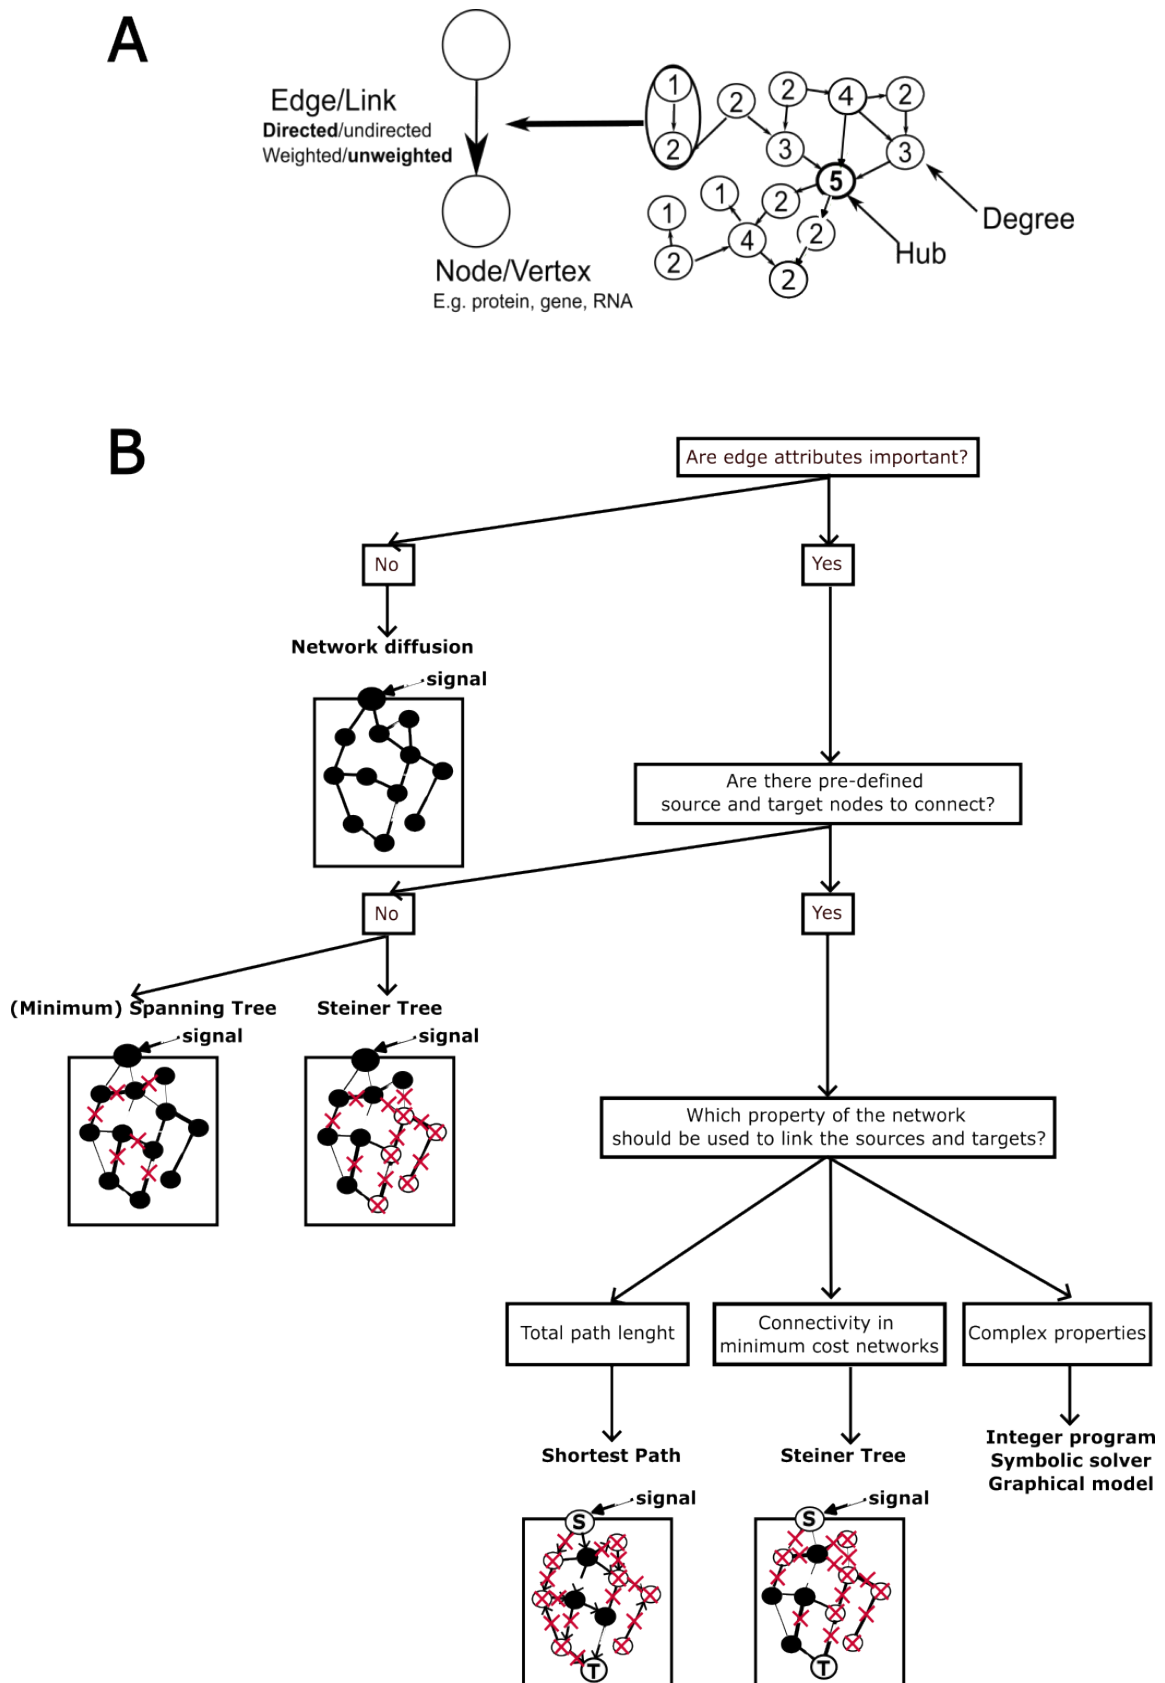 A
Edge/Link
Directed/undirected
Weighted/unweighted
Node/Vertex
E.g. protein, gene, RNA
1
2
2
2
4
2
3
3
5
2
1
1
4
2
2
2
Degree
Hub
B
Are edge attributes important?
No
Yes
Network diffusion
signal
Are there pre-defined
source and target nodes to connect?
No
Yes
(Minimum) Spanning Tree
signal
Steiner Tree
signal
Which property of the network
should be used to link the sources and targets?
Total path lenght
Connectivity in
minimum cost networks
Complex properties
Shortest Path
signal
S
T
Steiner Tree
signal
S
T
Integer program
Symbolic solver
Graphical model